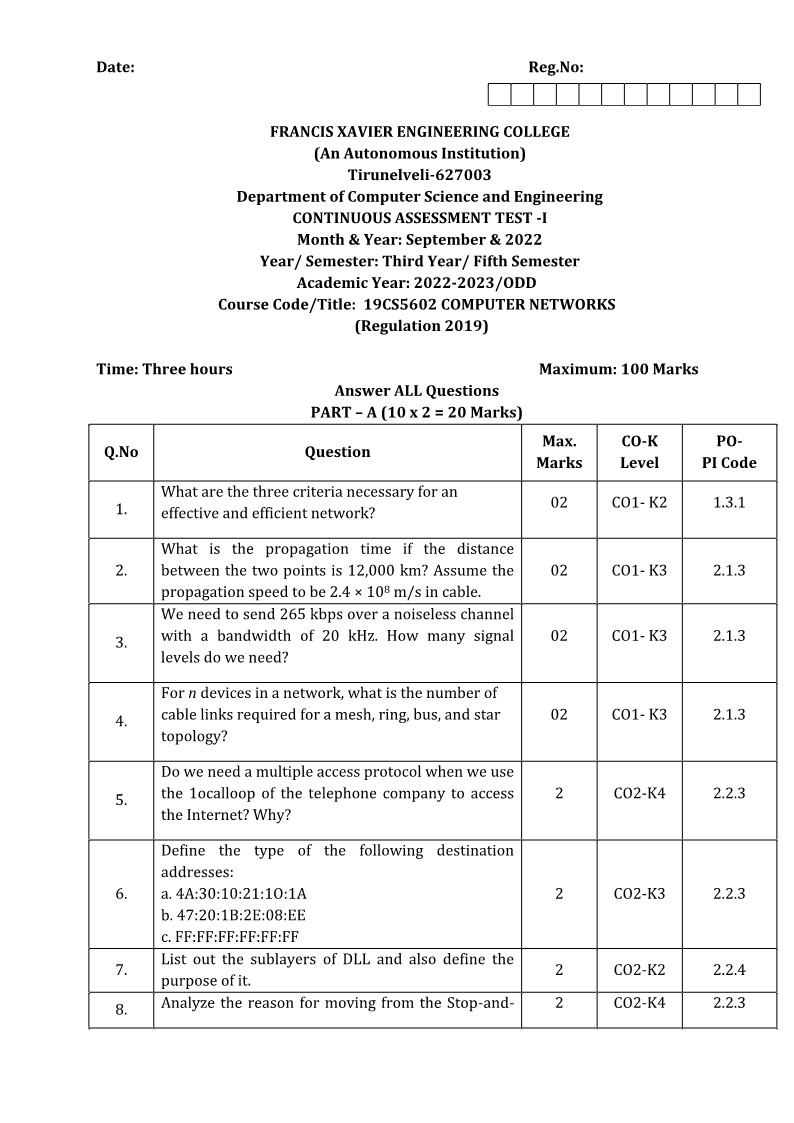 Date:
Reg.No:
FRANCIS XAVIER ENGINEERING COLLEGE
(An Autonomous Institution)
Tirunelveli-627003
Department of Computer Science and Engineering
CONTINUOUS ASSESSMENT TEST -I
Month & Year: September & 2022
Year/ Semester: Third Year/ Fifth Semester
Academic Year: 2022-2023/ODD
Course Code/Title: 19CS5602 COMPUTER NETWORKS
(Regulation 2019)
Time: Three hours
Maximum: 100 Marks
Answer ALL Questions
PART – A (10 x 2 = 20 Marks)
Q.No
Question
Max.
Marks
CO-K
Level
PO-
PI Code
1.
What are the three criteria necessary for an
effective and efficient network?
02
CO1- K2
1.3.1
2.
What is the propagation time if the distance
between the two points is 12,000 km? Assume the
propagation speed to be 2.4 × 10⁸ m/s in cable.
02
CO1- K3
2.1.3
3.
We need to send 265 kbps over a noiseless channel
with a bandwidth of 20 kHz. How many signal
levels do we need?
02
CO1- K3
2.1.3
4.
For n devices in a network, what is the number of
cable links required for a mesh, ring, bus, and star
topology?
02
CO1- K3
2.1.3
5.
Do we need a multiple access protocol when we use
the 1ocalloop of the telephone company to access
the Internet? Why?
2
CO2-K4
2.2.3
6.
Define the type of the following destination
addresses:
a. 4A:30:10:21:1O:1A
b. 47:20:1B:2E:08:EE
c. FF:FF:FF:FF:FF:FF
2
CO2-K3
2.2.3
7.
List out the sublayers of DLL and also define the
purpose of it.
2
CO2-K2
2.2.4
8.
Analyze the reason for moving from the Stop-and-
2
CO2-K4
2.2.3